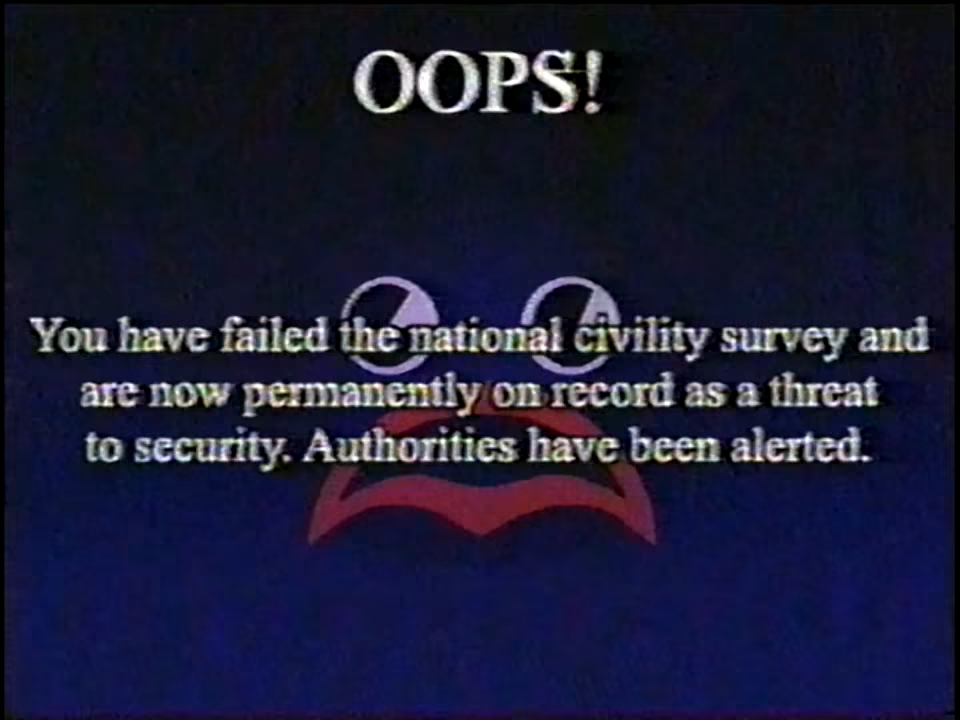 OOPS!
You have failed the national civility survey and
are now permanently on record as a threat
to security. Authorities have been alerted.